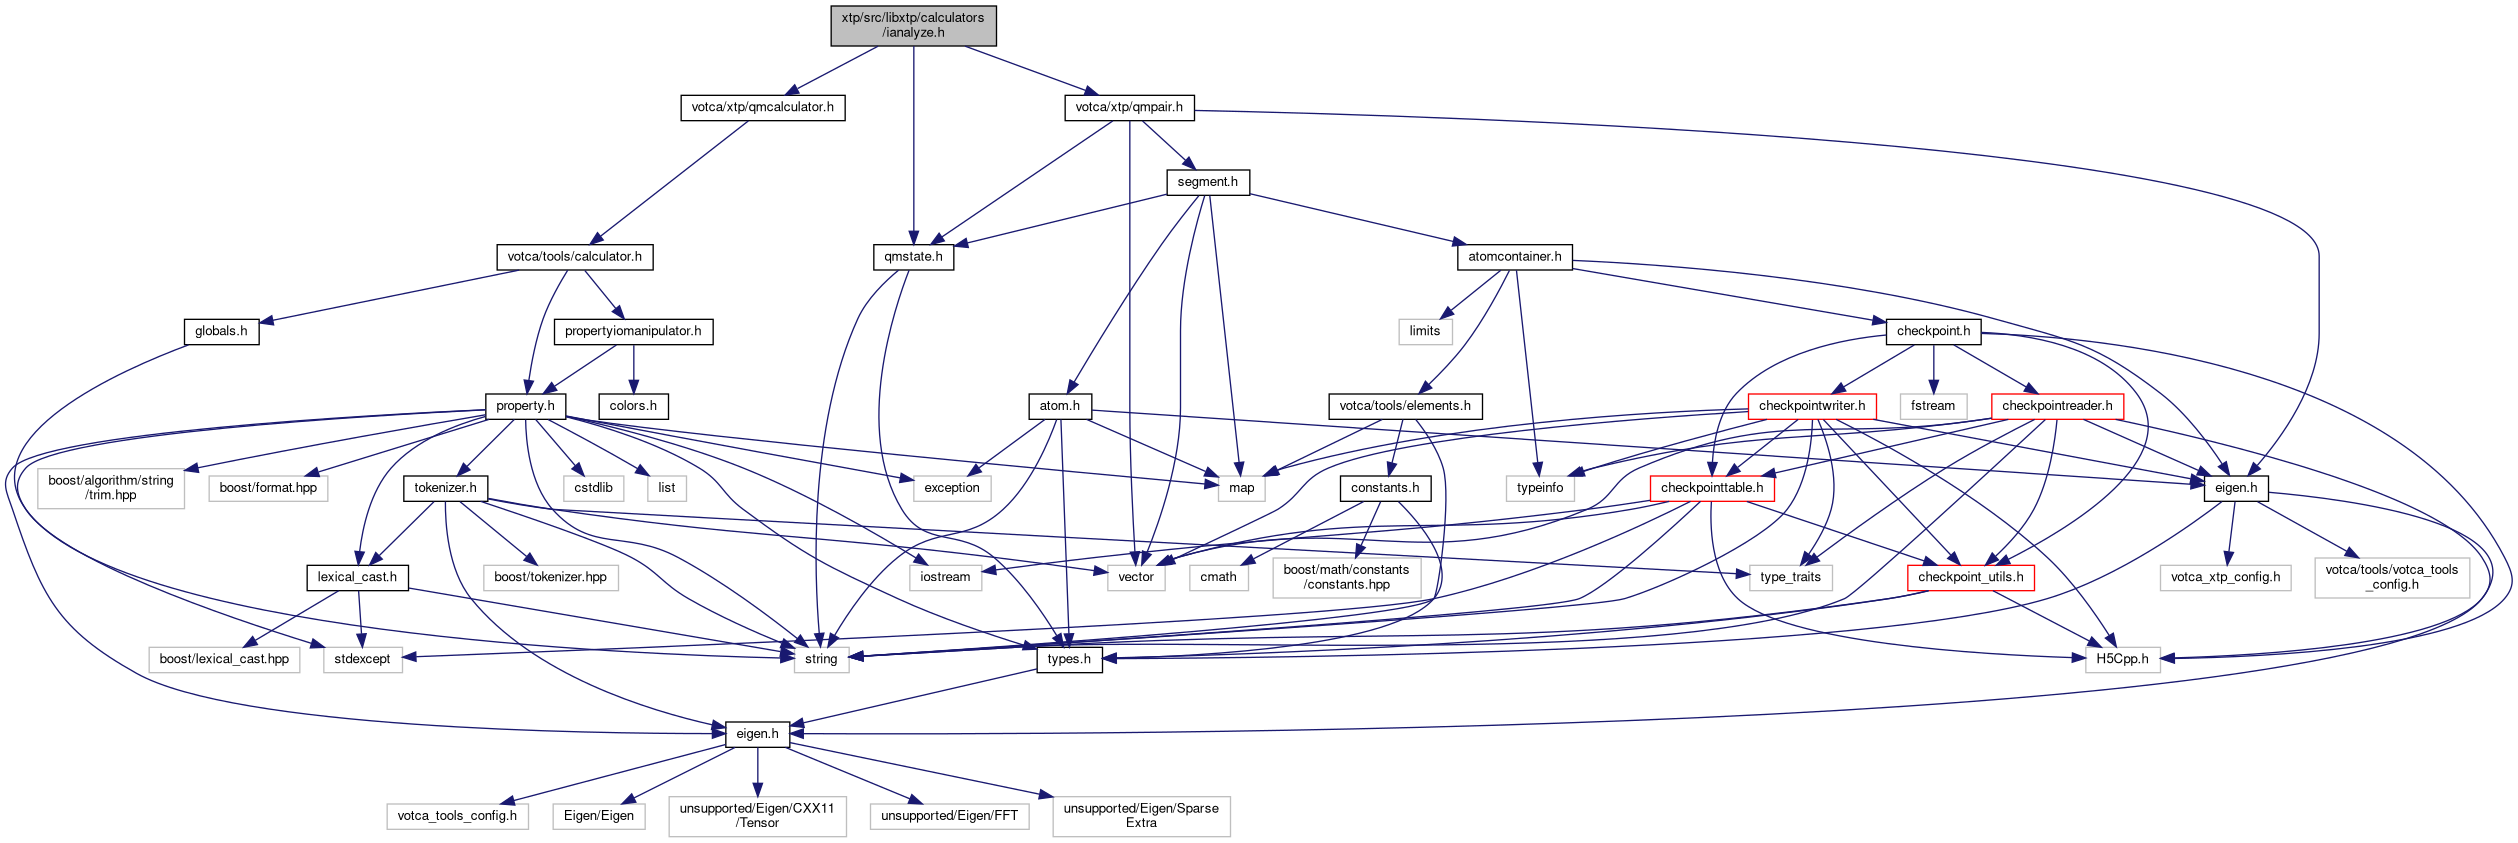 xtp/src/libxtp/calculators
/ianalyze.h
votca/xtp/qmcalculator.h
votca/xtp/qmpair.h
segment.h
votca/tools/calculator.h
qmstate.h
atomcontainer.h
globals.h
propertyiomanipulator.h
limits
checkpoint.h
property.h
colors.h
atom.h
votca/tools/elements.h
checkpointwriter.h
fstream
checkpointreader.h
boost/algorithm/string
/trim.hpp
boost/format.hpp
tokenizer.h
cstdlib
list
exception
map
constants.h
typeinfo
checkpointtable.h
eigen.h
lexical_cast.h
boost/tokenizer.hpp
iostream
vector
cmath
boost/math/constants
/constants.hpp
type_traits
checkpoint_utils.h
votca_xtp_config.h
votca/tools/votca_tools
_config.h
boost/lexical_cast.hpp
stdexcept
string
types.h
H5Cpp.h
eigen.h
votca_tools_config.h
Eigen/Eigen
unsupported/Eigen/CXX11
/Tensor
unsupported/Eigen/FFT
unsupported/Eigen/Sparse
Extra